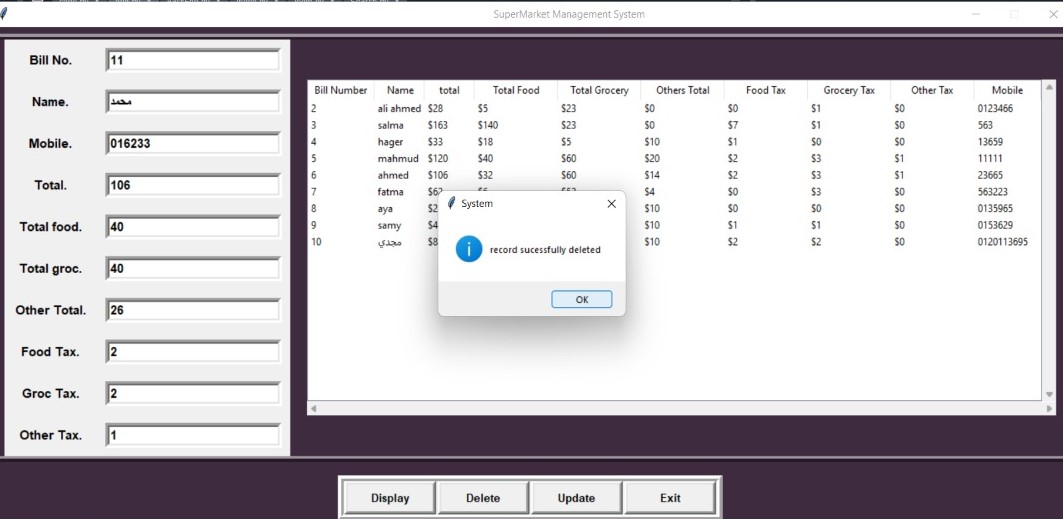 SuperMarket Management System
Bill No. 11
Name. محمد
Mobile. 016233
Total. 106
Total food. 40
Total groc. 40
Other Total. 26
Food Tax. 2
Groc Tax. 2
Other Tax. 1
Bill Number Name total Total Food Total Grocery Others Total Food Tax Grocery Tax Other Tax Mobile
2 ali ahmed $28 $5 $23 $0 $0 $1 $0 0123466
3 salma $163 $140 $23 $0 $7 $1 $0 563
4 hager $33 $18 $5 $10 $1 $0 $0 13659
5 mahmud $120 $40 $60 $20 $2 $3 $1 11111
6 ahmed $106 $32 $60 $14 $2 $3 $1 23665
7 fatma $4 $0 $3 $0 563223
8 aya $10 $0 $0 $0 0135965
9 samy $10 $1 $1 $0 0153629
10 مجدي $10 $2 $2 $0 0120113695
System
record sucessfully deleted
OK
Display Delete Update Exit